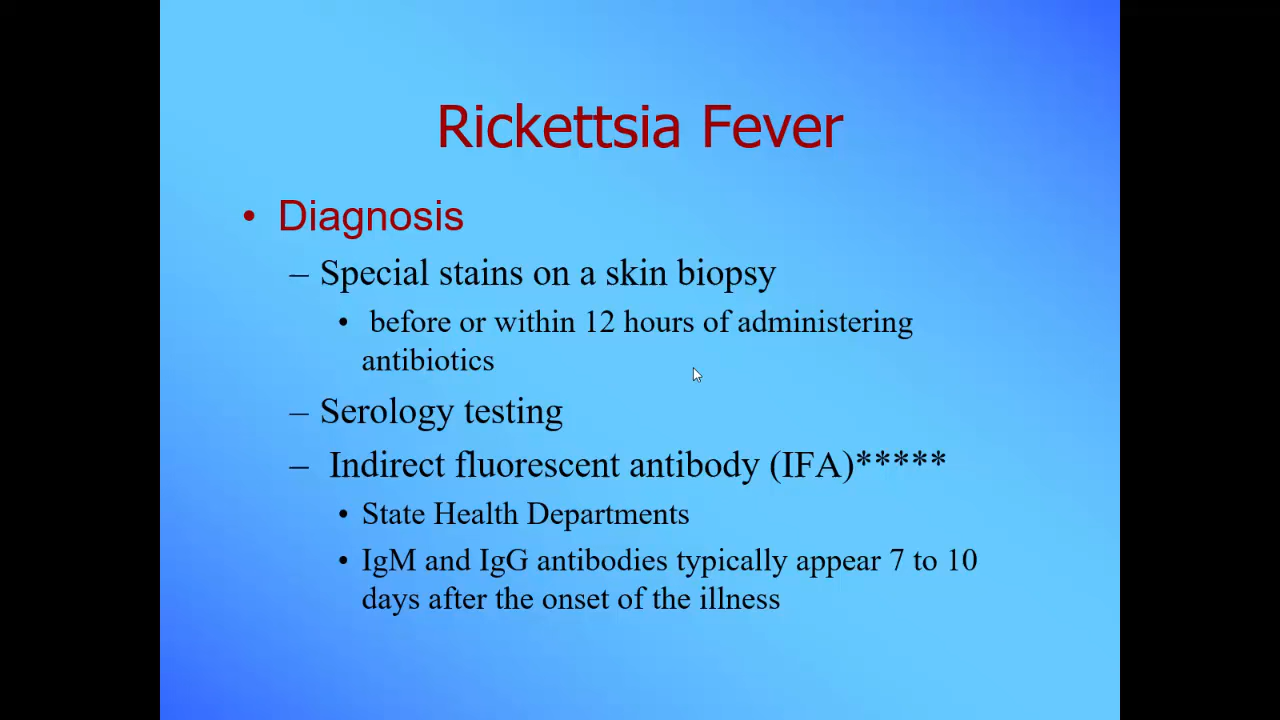 Rickettsia Fever
• Diagnosis
– Special stains on a skin biopsy
• before or within 12 hours of administering
antibiotics
– Serology testing
– Indirect fluorescent antibody (IFA)*****
• State Health Departments
• IgM and IgG antibodies typically appear 7 to 10
days after the onset of the illness